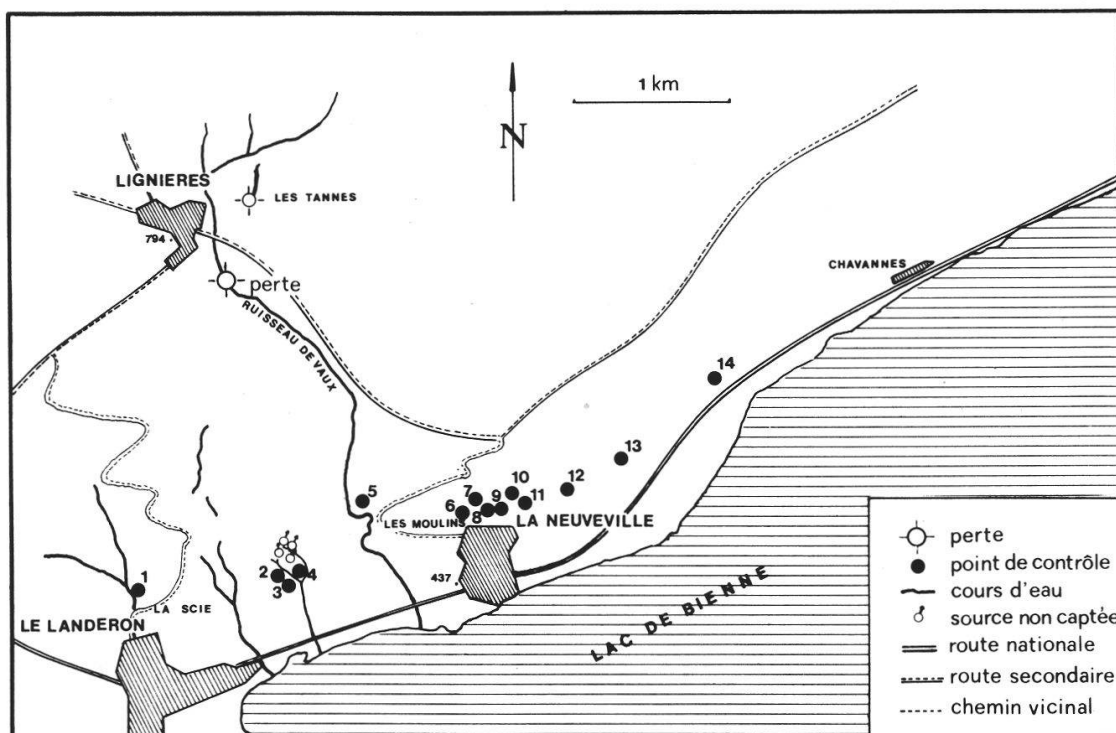 1 km
N
LIGNIERES
LES TANNES
794
perte
RUISSEAU DE VAUX
CHAVANNES
14
13
12
10
11
7
9
8
6
5
LES MOULINS
LA NEUVEVILLE
437
2
4
3
1
LA SCIE
LE LANDERON
LAC DE BIENNE
perte
point de contrôle
cours d'eau
source non captée
route nationale
route secondaire
chemin vicinal